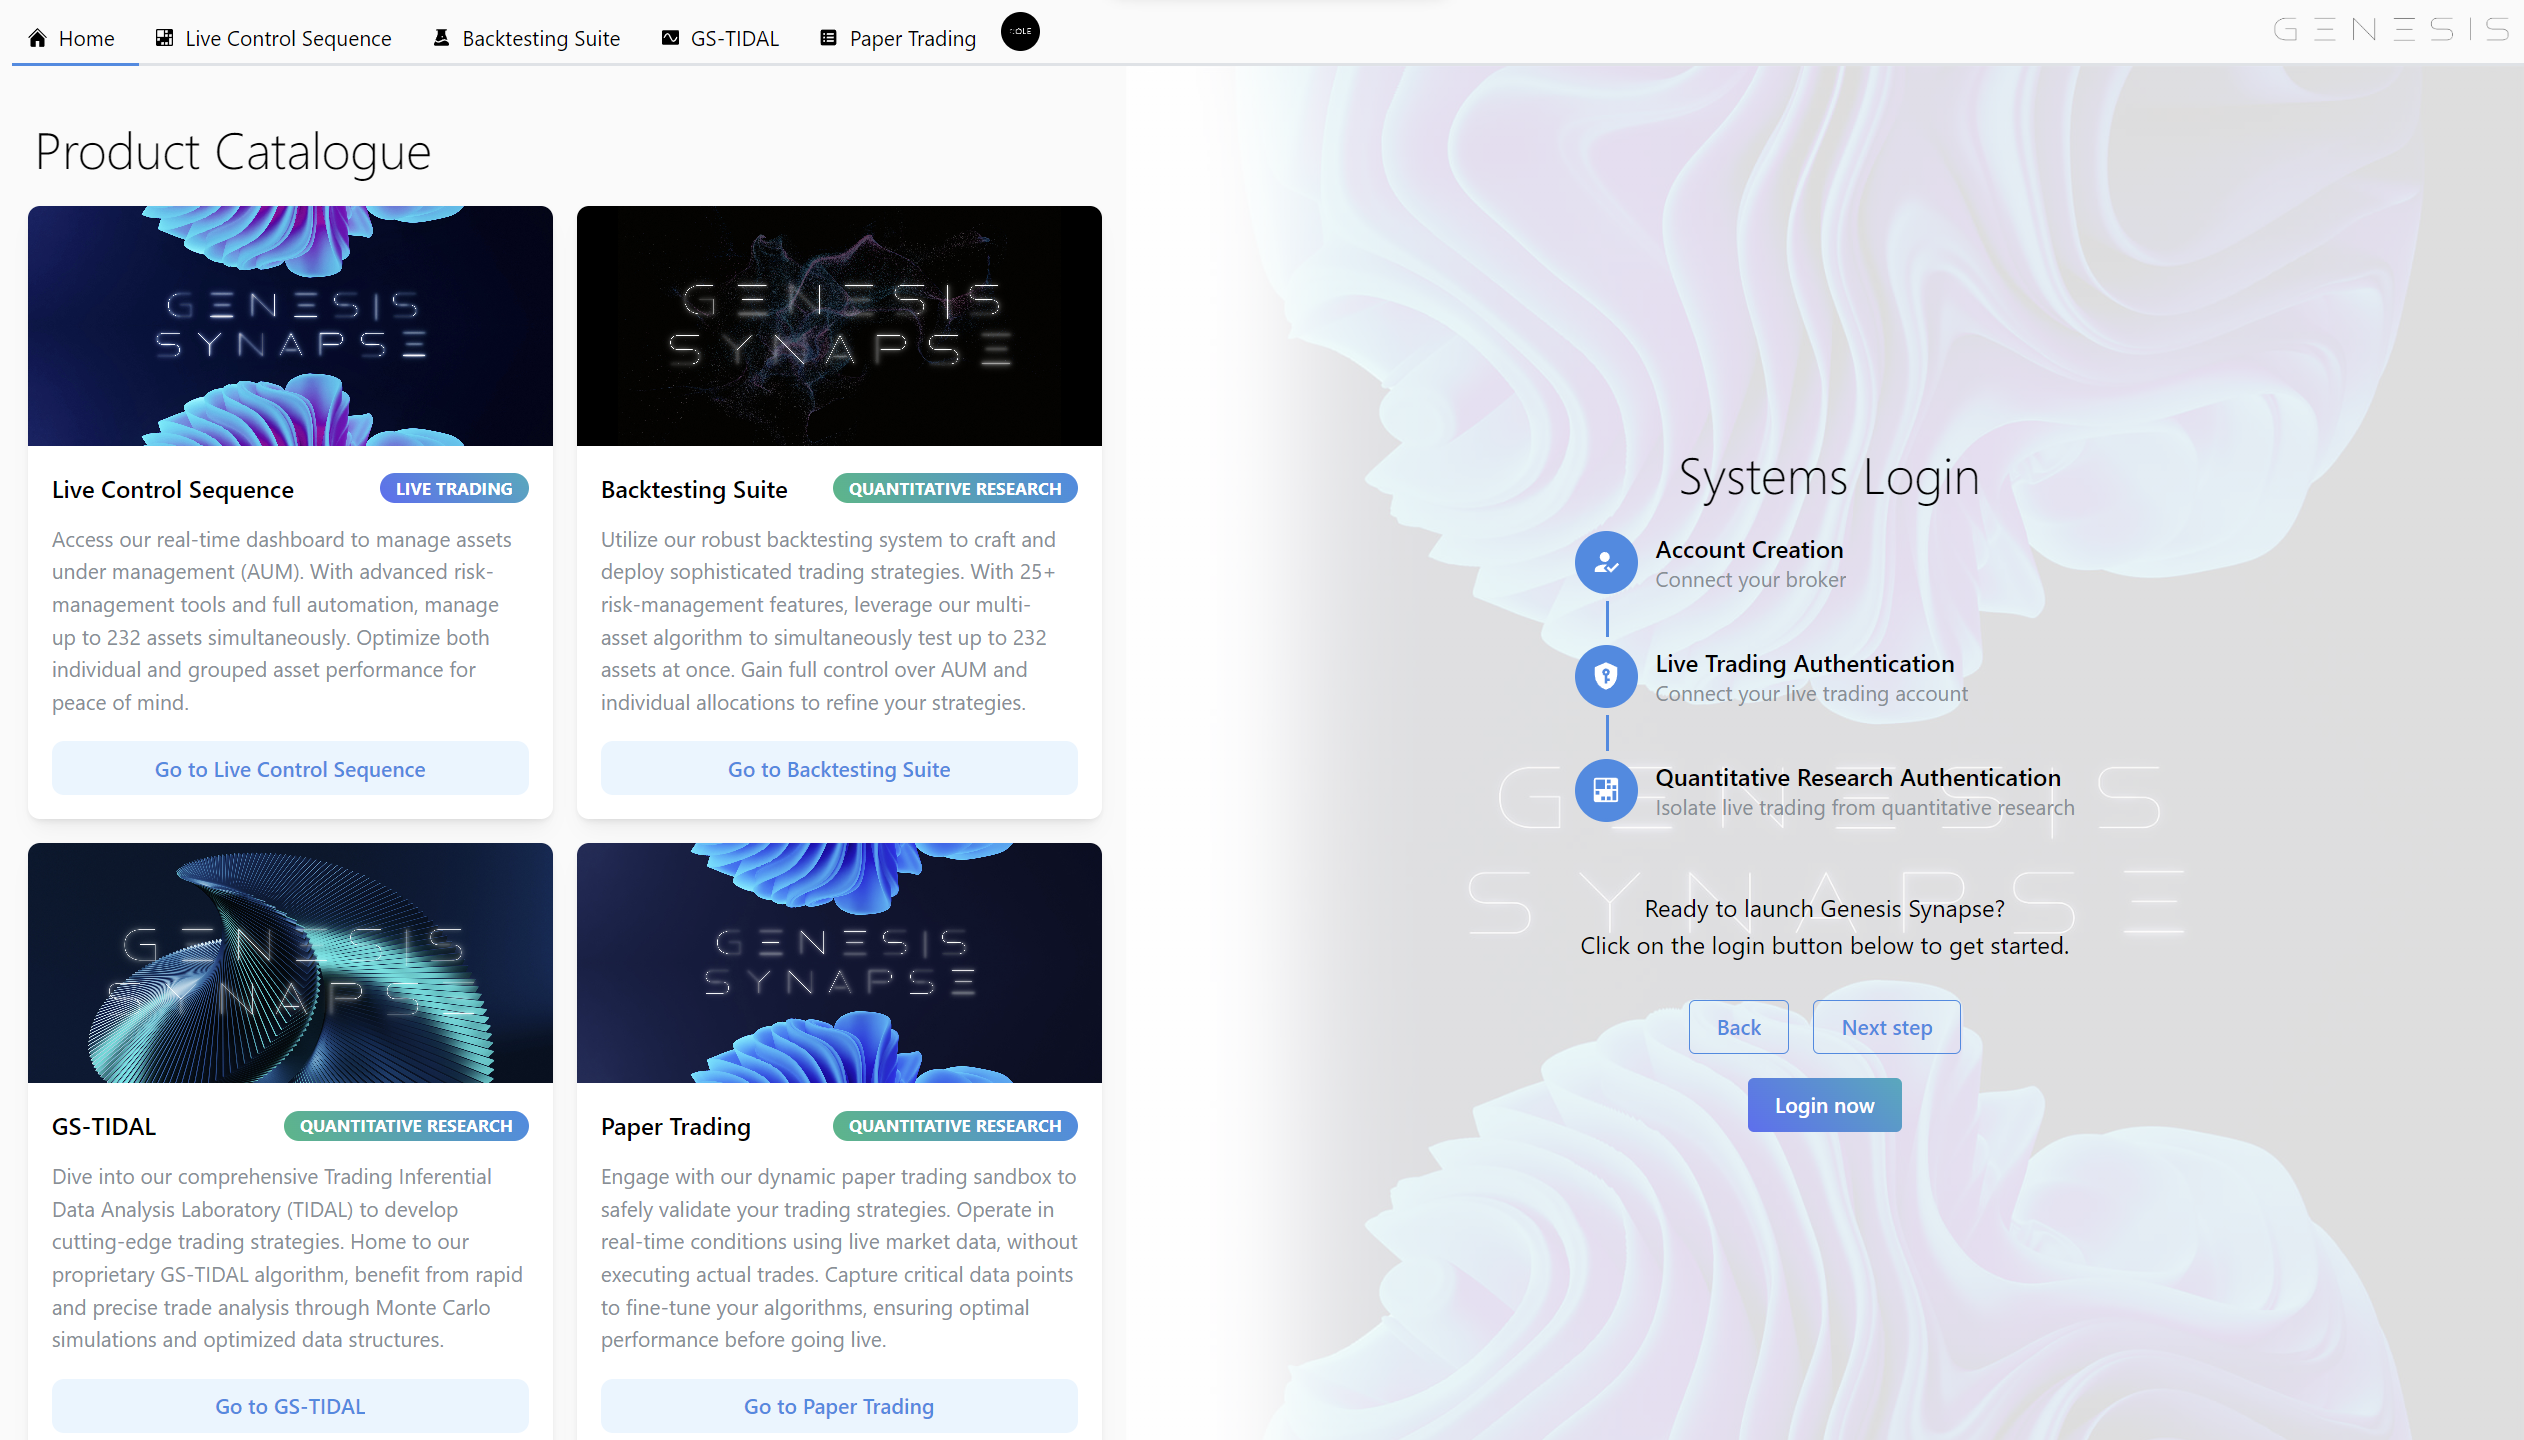 Home
Live Control Sequence
Backtesting Suite
GS-TIDAL
Paper Trading
GENESIS
Product Catalogue
GENESIS
SYNAPSE
Live Control Sequence
LIVE TRADING
Access our real-time dashboard to manage assets
under management (AUM). With advanced risk-
management tools and full automation, manage
up to 232 assets simultaneously. Optimize both
individual and grouped asset performance for
peace of mind.
Go to Live Control Sequence
GENESIS
SYNAPSE
Backtesting Suite
QUANTITATIVE RESEARCH
Utilize our robust backtesting system to craft and
deploy sophisticated trading strategies. With 25+
risk-management features, leverage our multi-
asset algorithm to simultaneously test up to 232
assets at once. Gain full control over AUM and
individual allocations to refine your strategies.
Go to Backtesting Suite
GENESIS
SYNAPSE
GS-TIDAL
QUANTITATIVE RESEARCH
Dive into our comprehensive Trading Inferential
Data Analysis Laboratory (TIDAL) to develop
cutting-edge trading strategies. Home to our
proprietary GS-TIDAL algorithm, benefit from rapid
and precise trade analysis through Monte Carlo
simulations and optimized data structures.
Go to GS-TIDAL
GENESIS
SYNAPSE
Paper Trading
QUANTITATIVE RESEARCH
Engage with our dynamic paper trading sandbox to
safely validate your trading strategies. Operate in
real-time conditions using live market data, without
executing actual trades. Capture critical data points
to fine-tune your algorithms, ensuring optimal
performance before going live.
Go to Paper Trading
Systems Login
Account Creation
Connect your broker
Live Trading Authentication
Connect your live trading account
Quantitative Research Authentication
Isolate live trading from quantitative research
GENESIS
SYNAPSE
Ready to launch Genesis Synapse?
Click on the login button below to get started.
Back
Next step
Login now